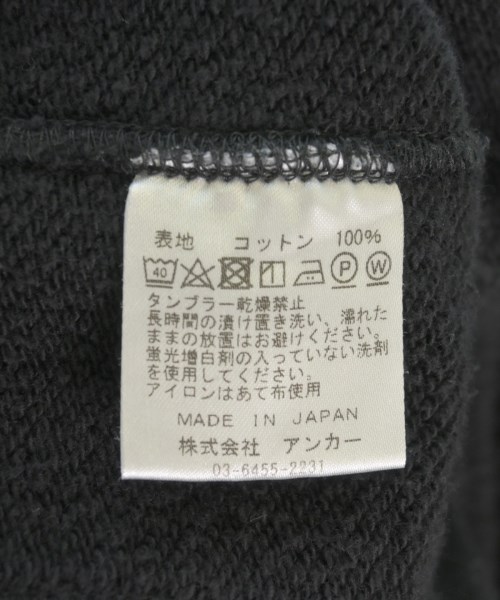 表地 コットン 100%
40 P W
タンブラー乾燥禁止
長時間の漬け置き洗い、濡れた
ままの放置はお避けください。
蛍光増白剤の入っていない洗剤
を使用してください。
アイロンはあて布使用
MADE IN JAPAN
株式会社 アンカー
03-6455-2231